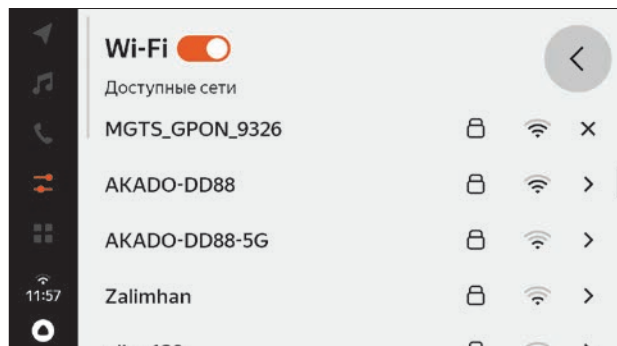 Wi-Fi
Доступные сети
MGTS_GPON_9326
AKADO-DD88
AKADO-DD88-5G
Zalimhan
11:57